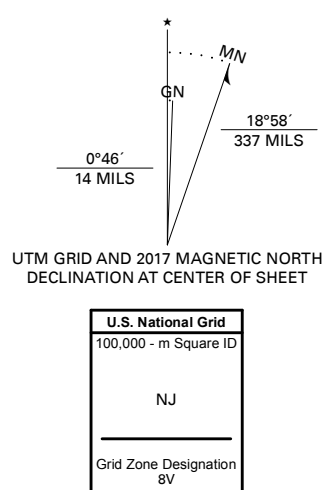 ★
MN
GN
18°58´
337 MILS
0°46´
14 MILS
UTM GRID AND 2017 MAGNETIC NORTH
DECLINATION AT CENTER OF SHEET
U.S. National Grid
100,000 - m Square ID
NJ
Grid Zone Designation
8V